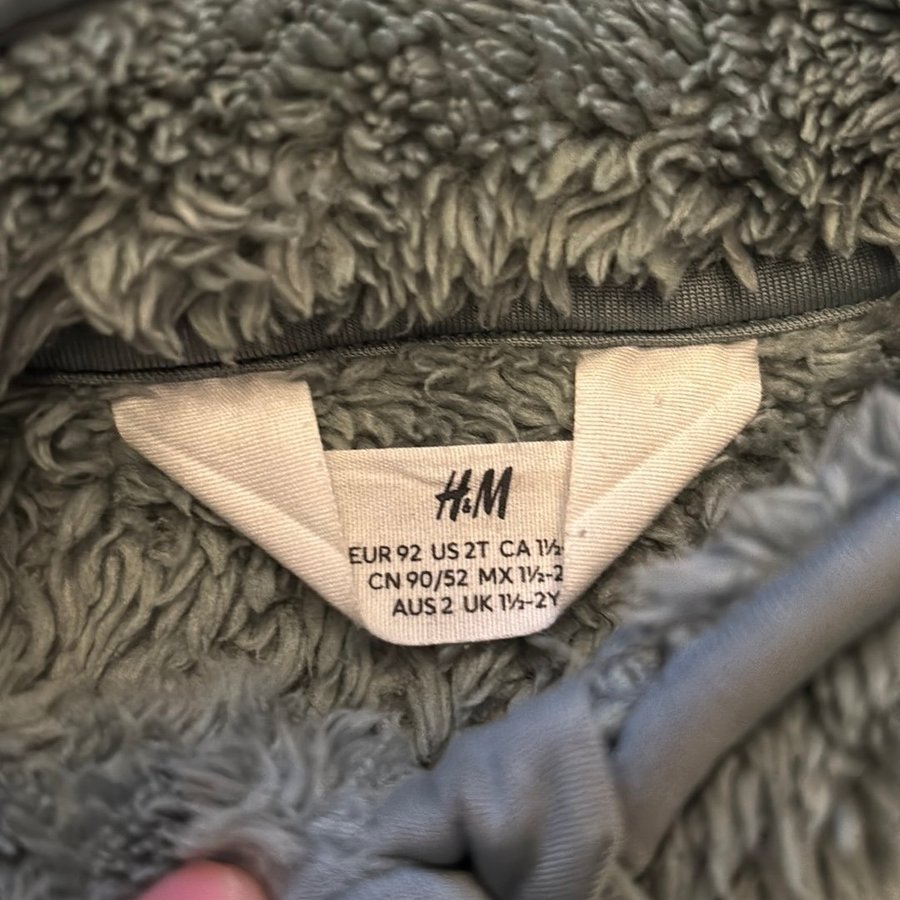 H&M
EUR 92 US 2T CA 1½-
CN 90/52 MX 1½-2
AUS 2 UK 1½-2Y